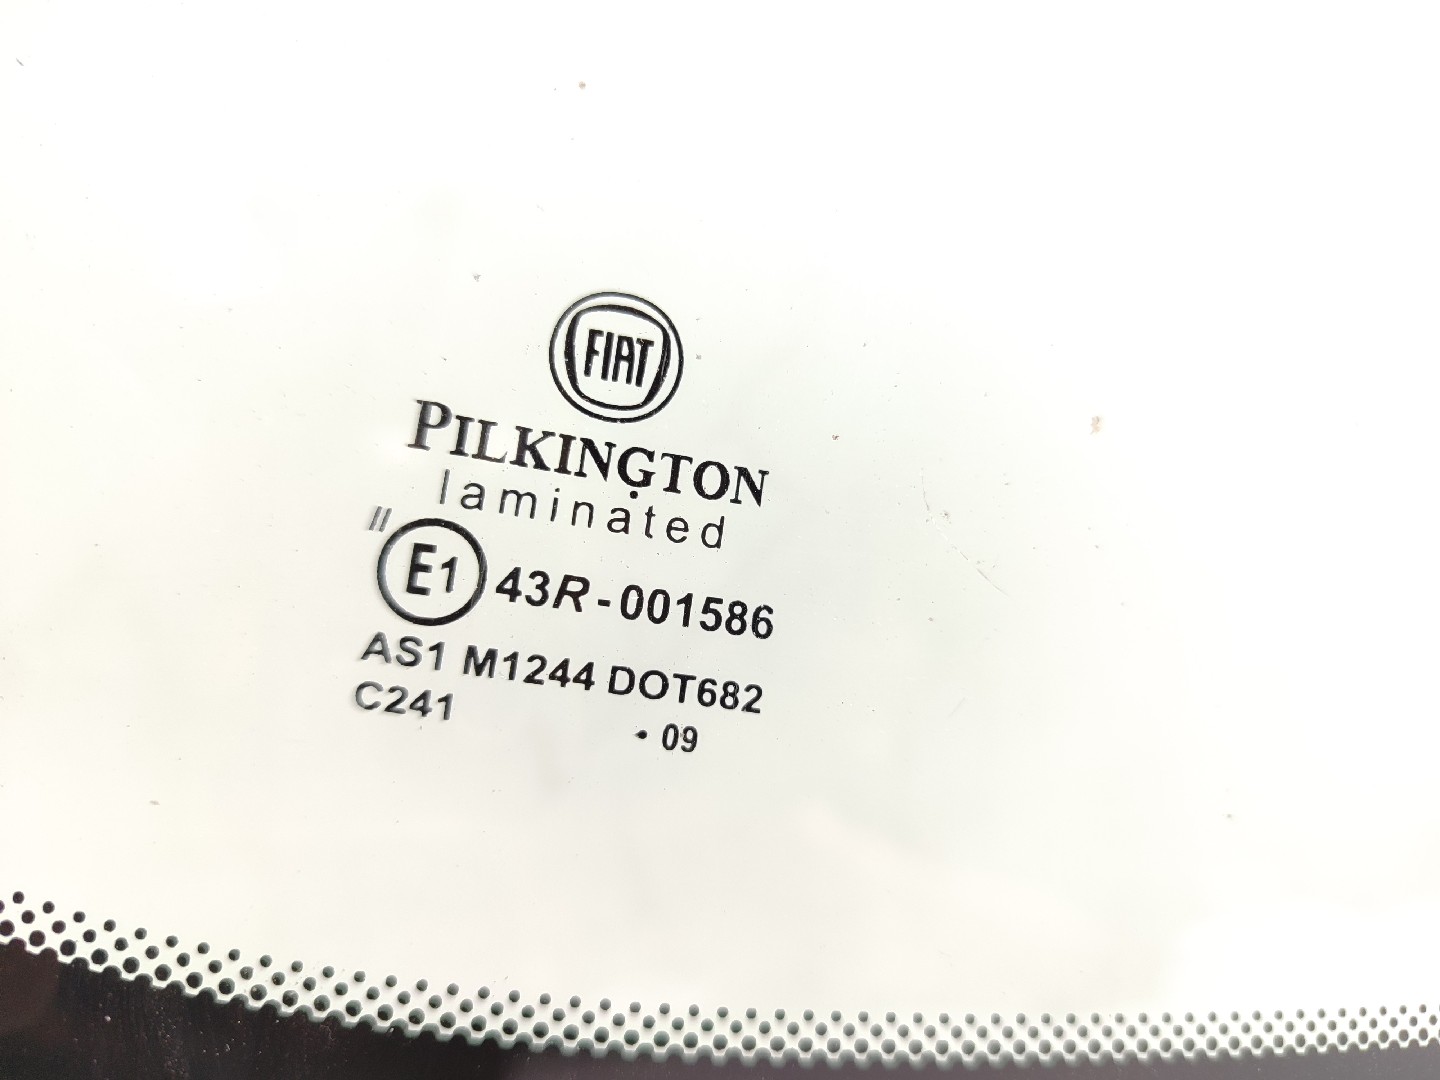 FIAT
PILKINGTON
laminated
// E1 43R-001586
AS1 M1244 DOT682
C241
• 09